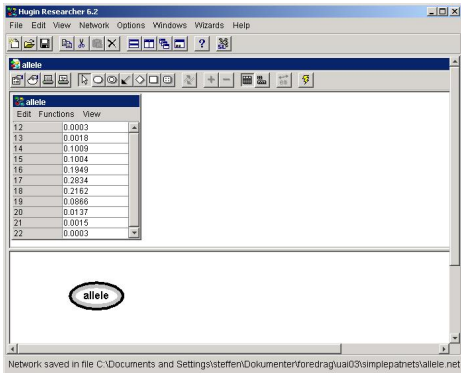 Hugin Researcher 6.2
File Edit View Network Options Windows Wizards Help
allele
allele
Edit Functions View
12 0.0003
13 0.0018
14 0.1009
15 0.1004
16 0.1949
17 0.2834
18 0.2162
19 0.0866
20 0.0137
21 0.0015
22 0.0003
allele
Network saved in file C:\Documents and Settings\steffen\Dokumenter\foredrag\uai03\simplepatnets\allele.net